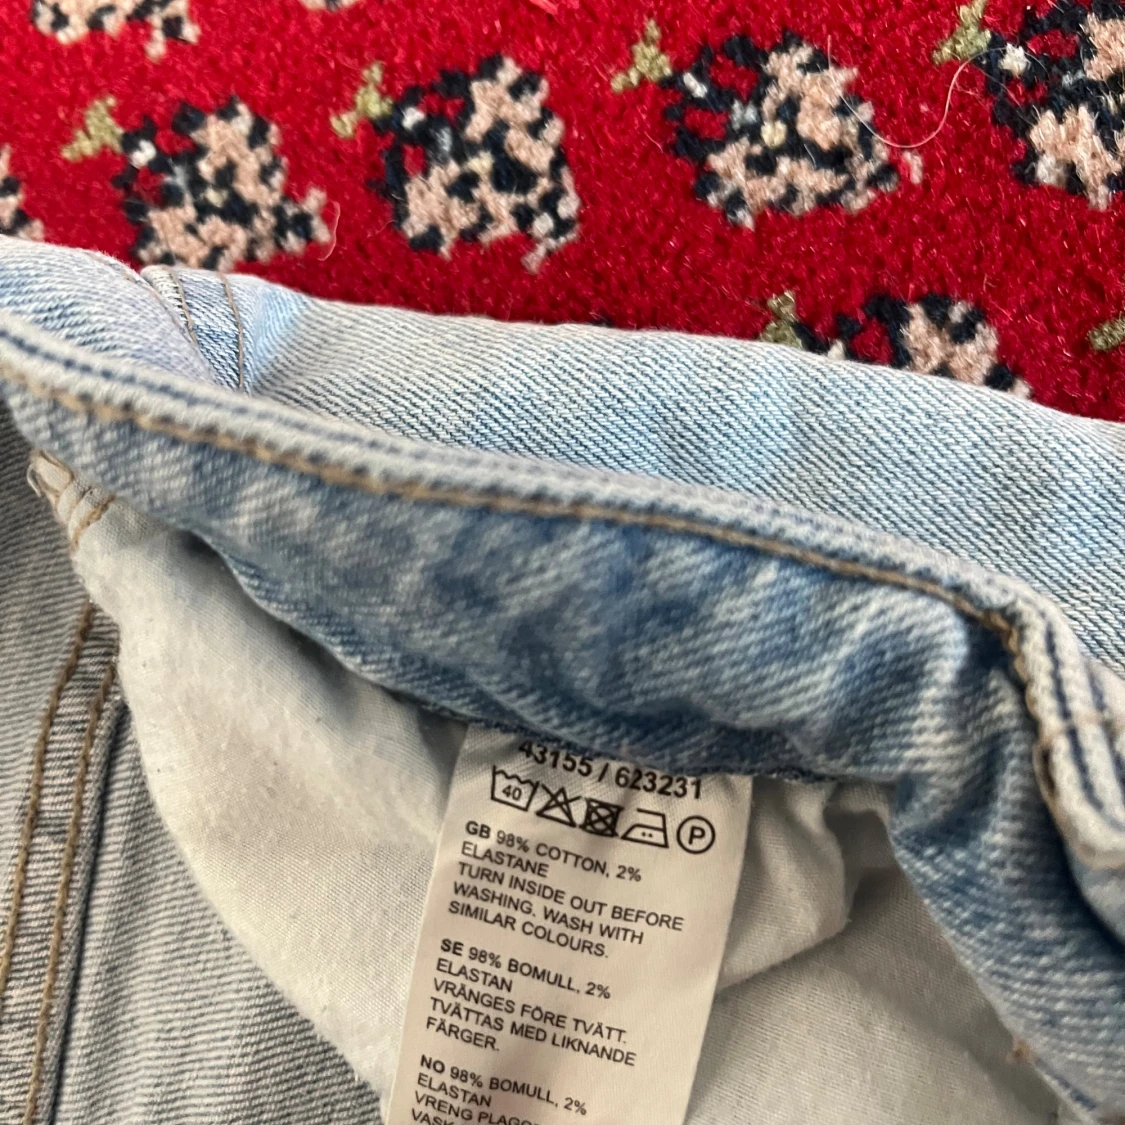 43155 / 623231
40 P
GB 98% COTTON, 2%
ELASTANE
TURN INSIDE OUT BEFORE
WASHING, WASH WITH
SIMILAR COLOURS.
SE 98% BOMULL, 2%
ELASTAN
VRÄNGES FÖRE TVÄTT.
TVÄTTAS MED LIKNANDE
FÄRGER.
NO 98% BOMULL, 2%
ELASTAN
VRENG